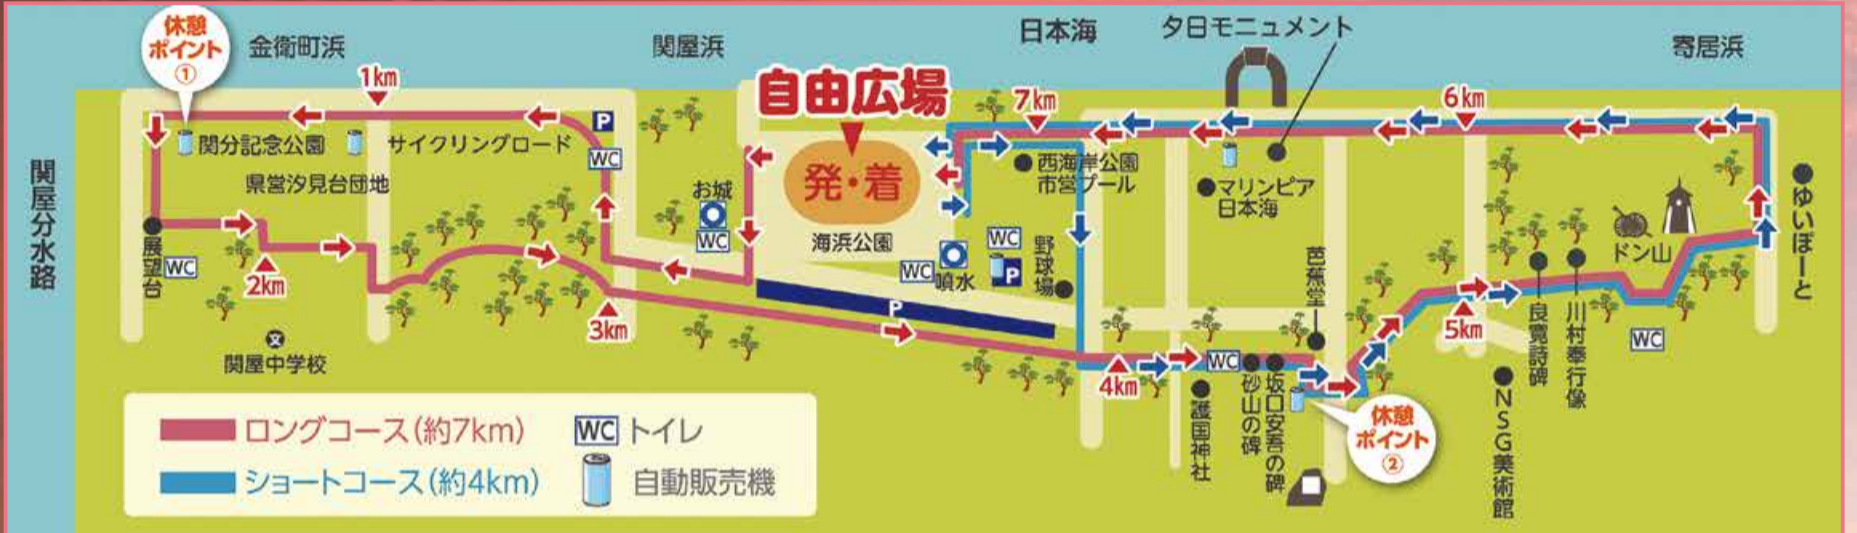 休憩
ポイント
①
金衛町浜
関屋浜
日本海
夕日モニュメント
寄居浜
1km
自由広場
7km
6km
関屋分水路
関分記念公園
サイクリングロード
P
WC
県営汐見台団地
お城
WC
発・着
海浜公園
西海岸公園
市営プール
マリンピア
日本海
ゆいぽーと
展望台
WC
2km
WC
噴水
WC
P
野球場
芭蕉堂
ドン山
P
3km
文
関屋中学校
4km
WC
護国神社
砂山の碑
坂口安吾の碑
休憩
ポイント
②
5km
NSG美術館
良寛詩碑
川村奉行像
WC
ロングコース(約7km)
WC トイレ
ショートコース(約4km)
自動販売機